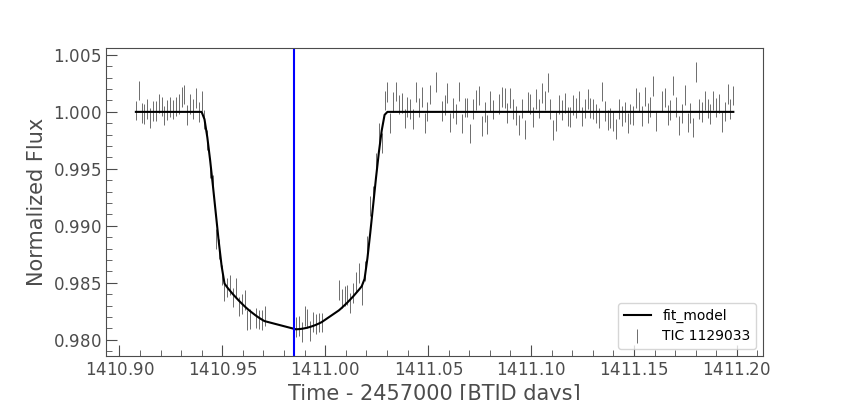 1.005
1.000
0.995
0.990
0.985
0.980
Normalized Flux
fit_model
TIC 1129033
1410.90 1410.95 1411.00 1411.05 1411.10 1411.15 1411.20
Time - 2457000 [BTJD days]